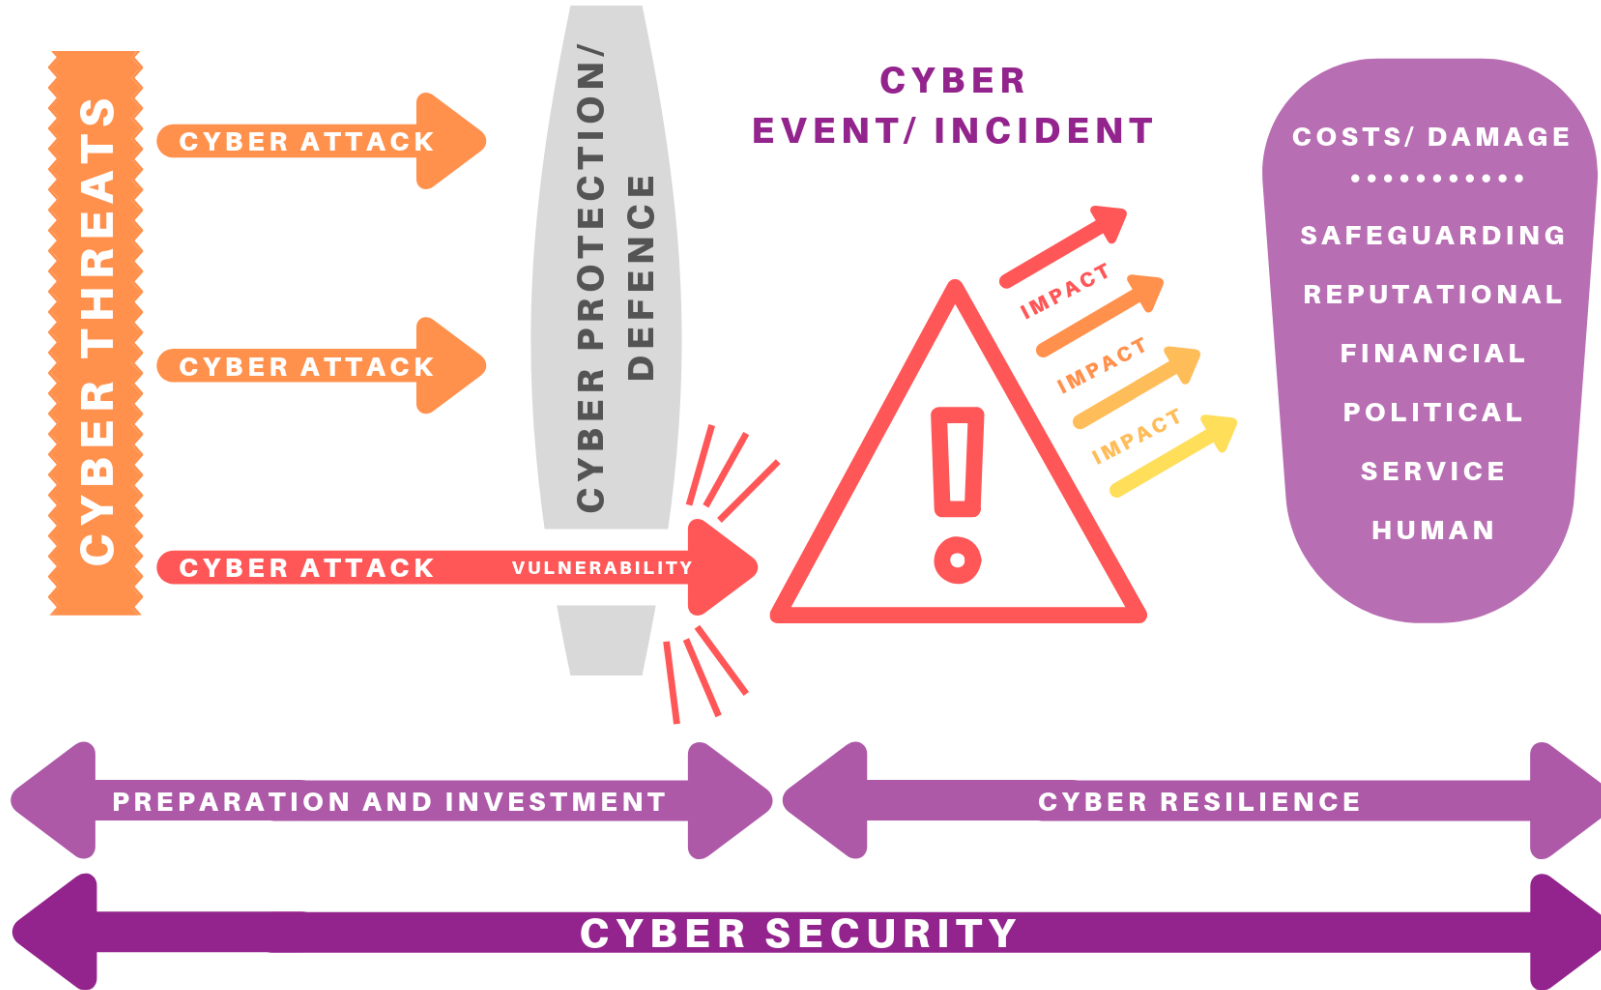 CYBER THREATS
CYBER ATTACK
CYBER ATTACK
CYBER ATTACK
VULNERABILITY
CYBER PROTECTION/
DEFENCE
CYBER
EVENT/ INCIDENT
IMPACT
IMPACT
IMPACT
COSTS/ DAMAGE
SAFEGUARDING
REPUTATIONAL
FINANCIAL
POLITICAL
SERVICE
HUMAN
PREPARATION AND INVESTMENT
CYBER RESILIENCE
CYBER SECURITY